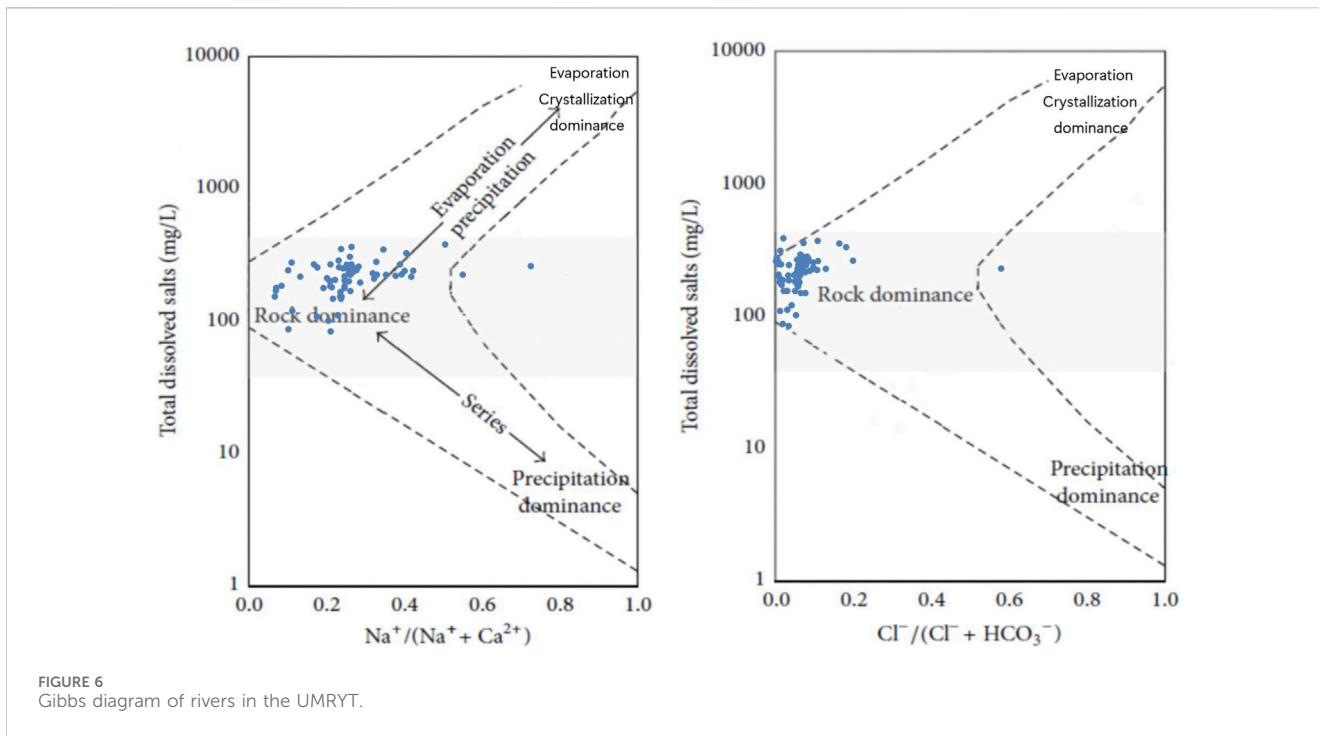 10000
1000
100
10
1
Total dissolved salts (mg/L)
Evaporation
Crystallization
dominance
Evaporation
precipitation
Rock dominance
Series
Precipitation
dominance
0.0 0.2 0.4 0.6 0.8 1.0
Na⁺/(Na⁺ + Ca²⁺)
10000
1000
100
10
1
Total dissolved salts (mg/L)
Evaporation
Crystallization
dominance
Rock dominance
Precipitation
dominance
0.0 0.2 0.4 0.6 0.8 1.0
Cl⁻/(Cl⁻ + HCO₃⁻)
FIGURE 6
Gibbs diagram of rivers in the UMRYT.